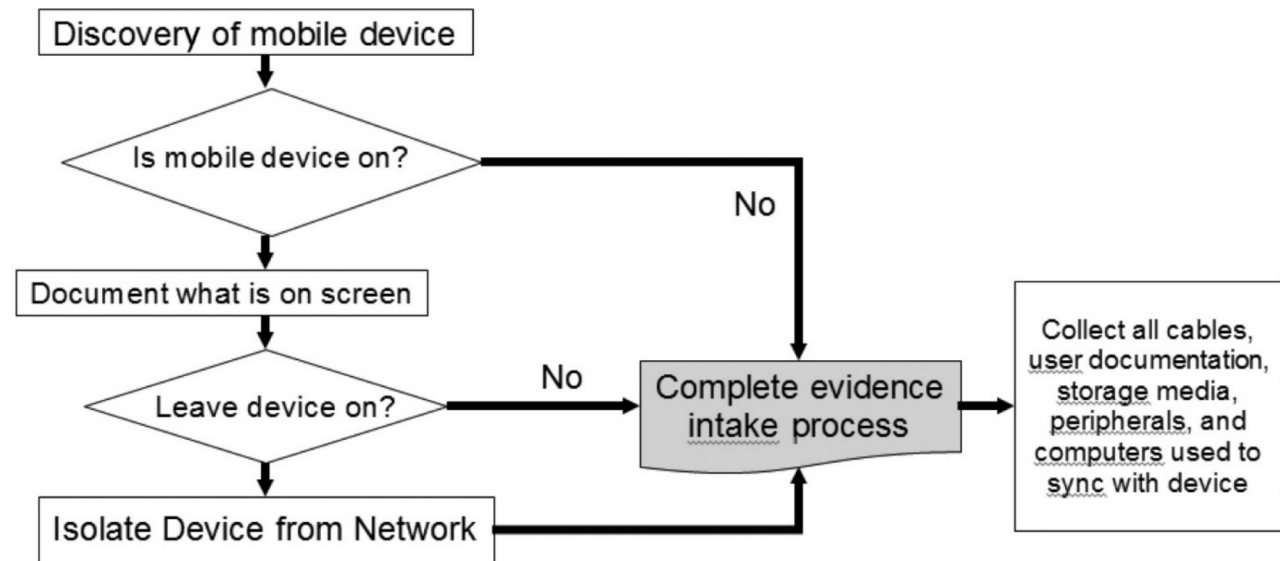 Discovery of mobile device
Is mobile device on?
No
Document what is on screen
Leave device on?
No
Complete evidence
intake process
Collect all cables,
user documentation,
storage media,
peripherals, and
computers used to
sync with device
Isolate Device from Network